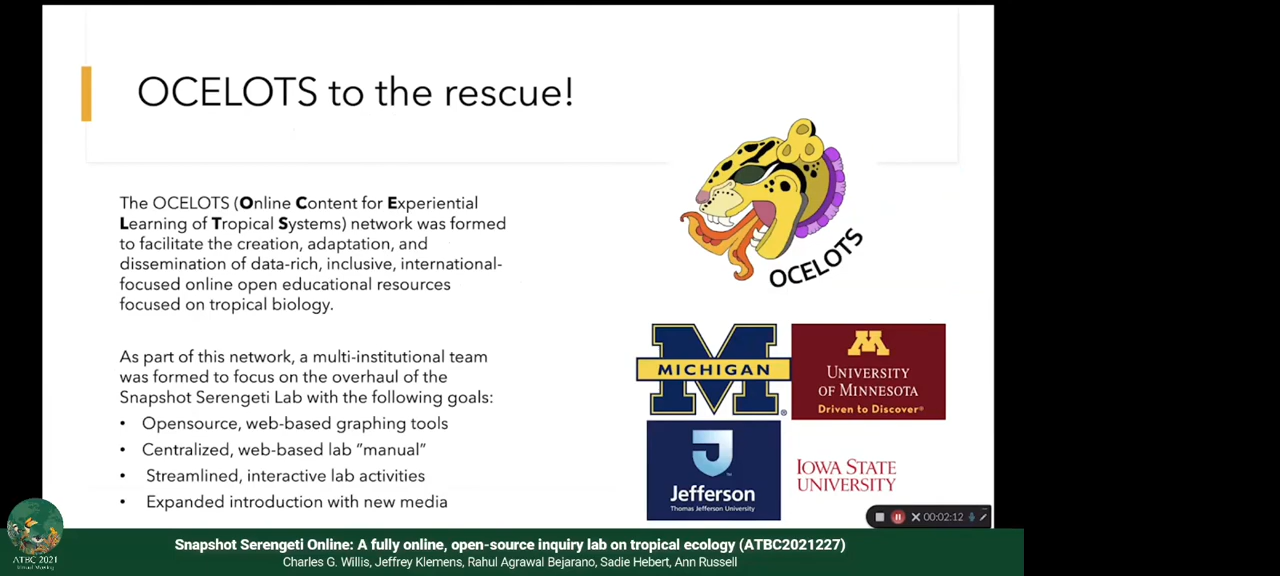 OCELOTS to the rescue!
The OCELOTS (Online Content for Experiential
Learning of Tropical Systems) network was formed
to facilitate the creation, adaptation, and
dissemination of data-rich, inclusive, international-
focused online open educational resources
focused on tropical biology.
As part of this network, a multi-institutional team
was formed to focus on the overhaul of the
Snapshot Serengeti Lab with the following goals:
• Opensource, web-based graphing tools
• Centralized, web-based lab "manual"
• Streamlined, interactive lab activities
• Expanded introduction with new media
OCELOTS
MICHIGAN
®
M
UNIVERSITY
OF MINNESOTA
Driven to Discover®
Jefferson
Thomas Jefferson University
IOWA STATE
UNIVERSITY
00:02:12
ATBC 2021
Snapshot Serengeti Online: A fully online, open-source inquiry lab on tropical ecology (ATBC2021227)
Charles G. Willis, Jeffrey Klemens, Rahul Agrawal Bejarano, Sadie Hebert, Ann Russell